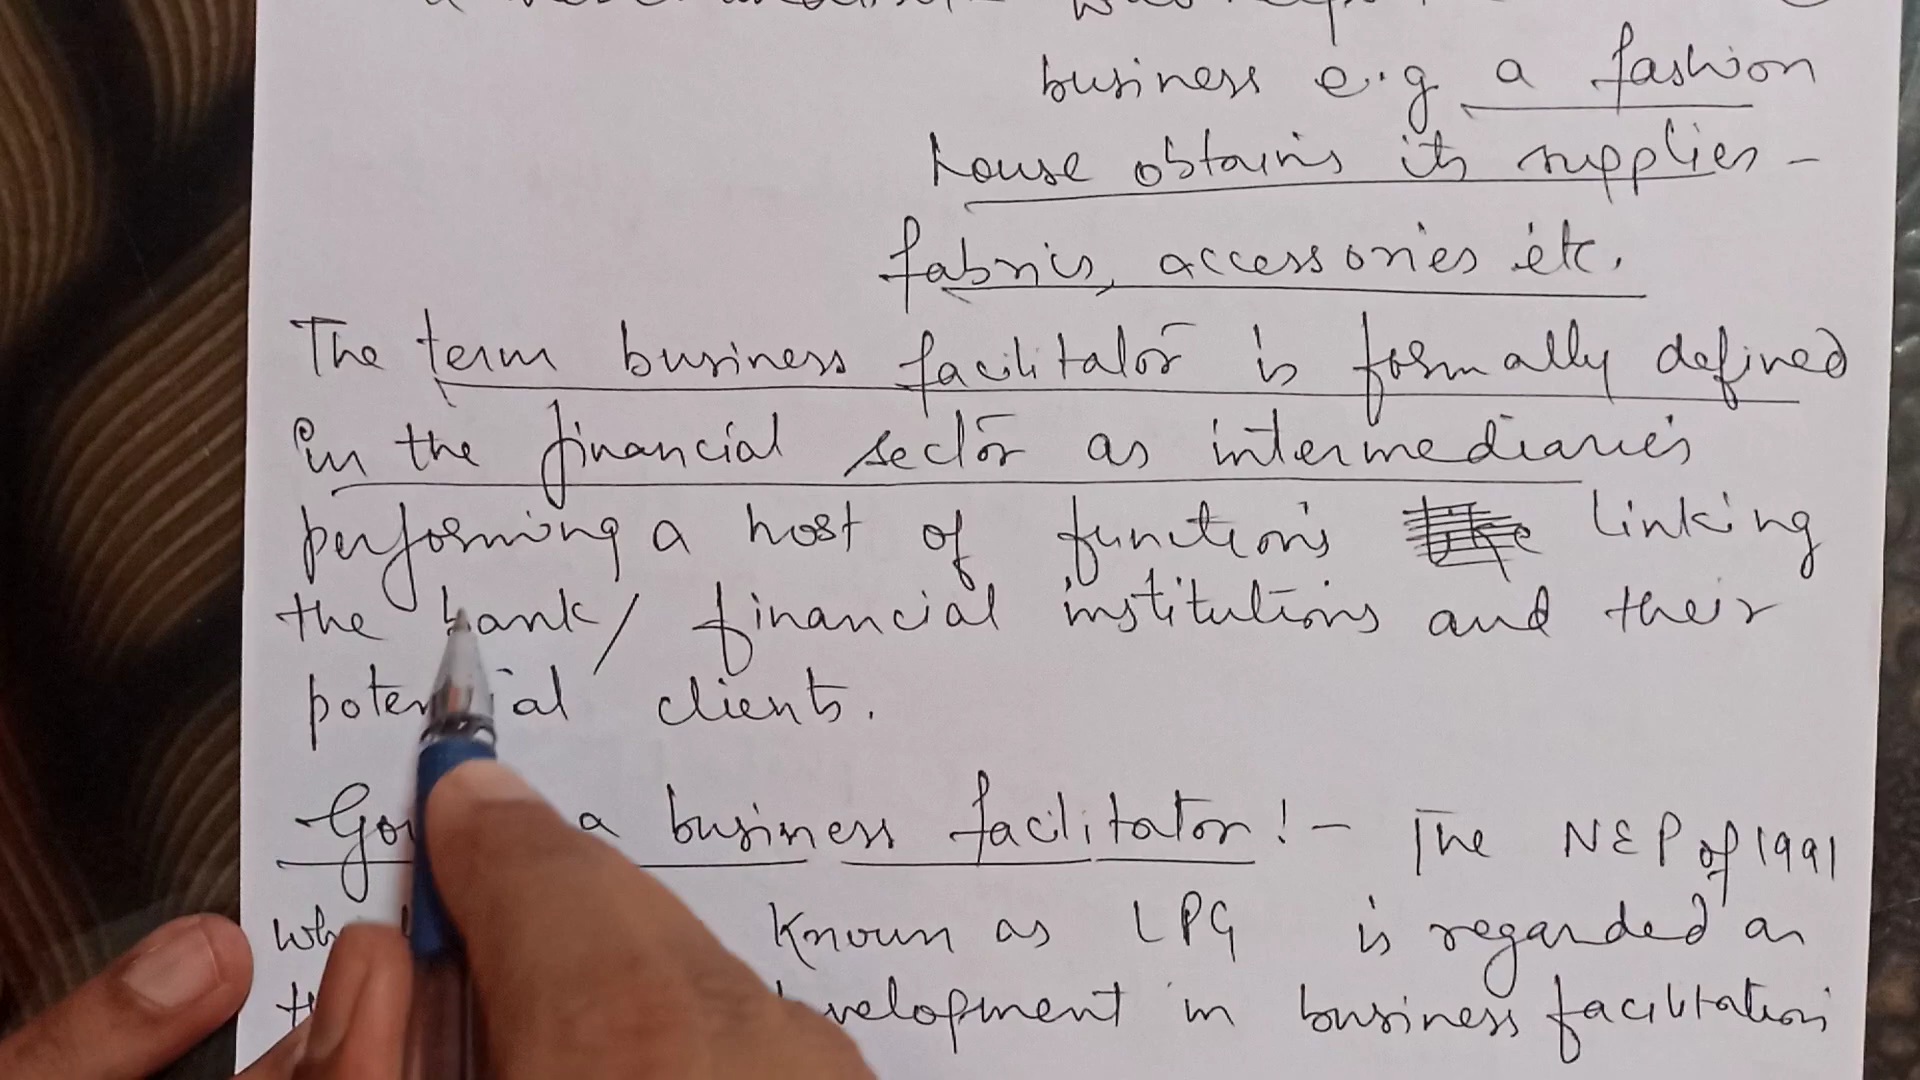 business e.g a fashion
house obtains its supplies -
fabrics, accessories etc.
The term business facilitator is formally defined
in the financial sector as intermediaries
performing a host of functions linking
the bank/ financial institutions and their
potential clients.
a business facilitator! - The NEP of 1991
known as LPG is regarded as
in business facilitation